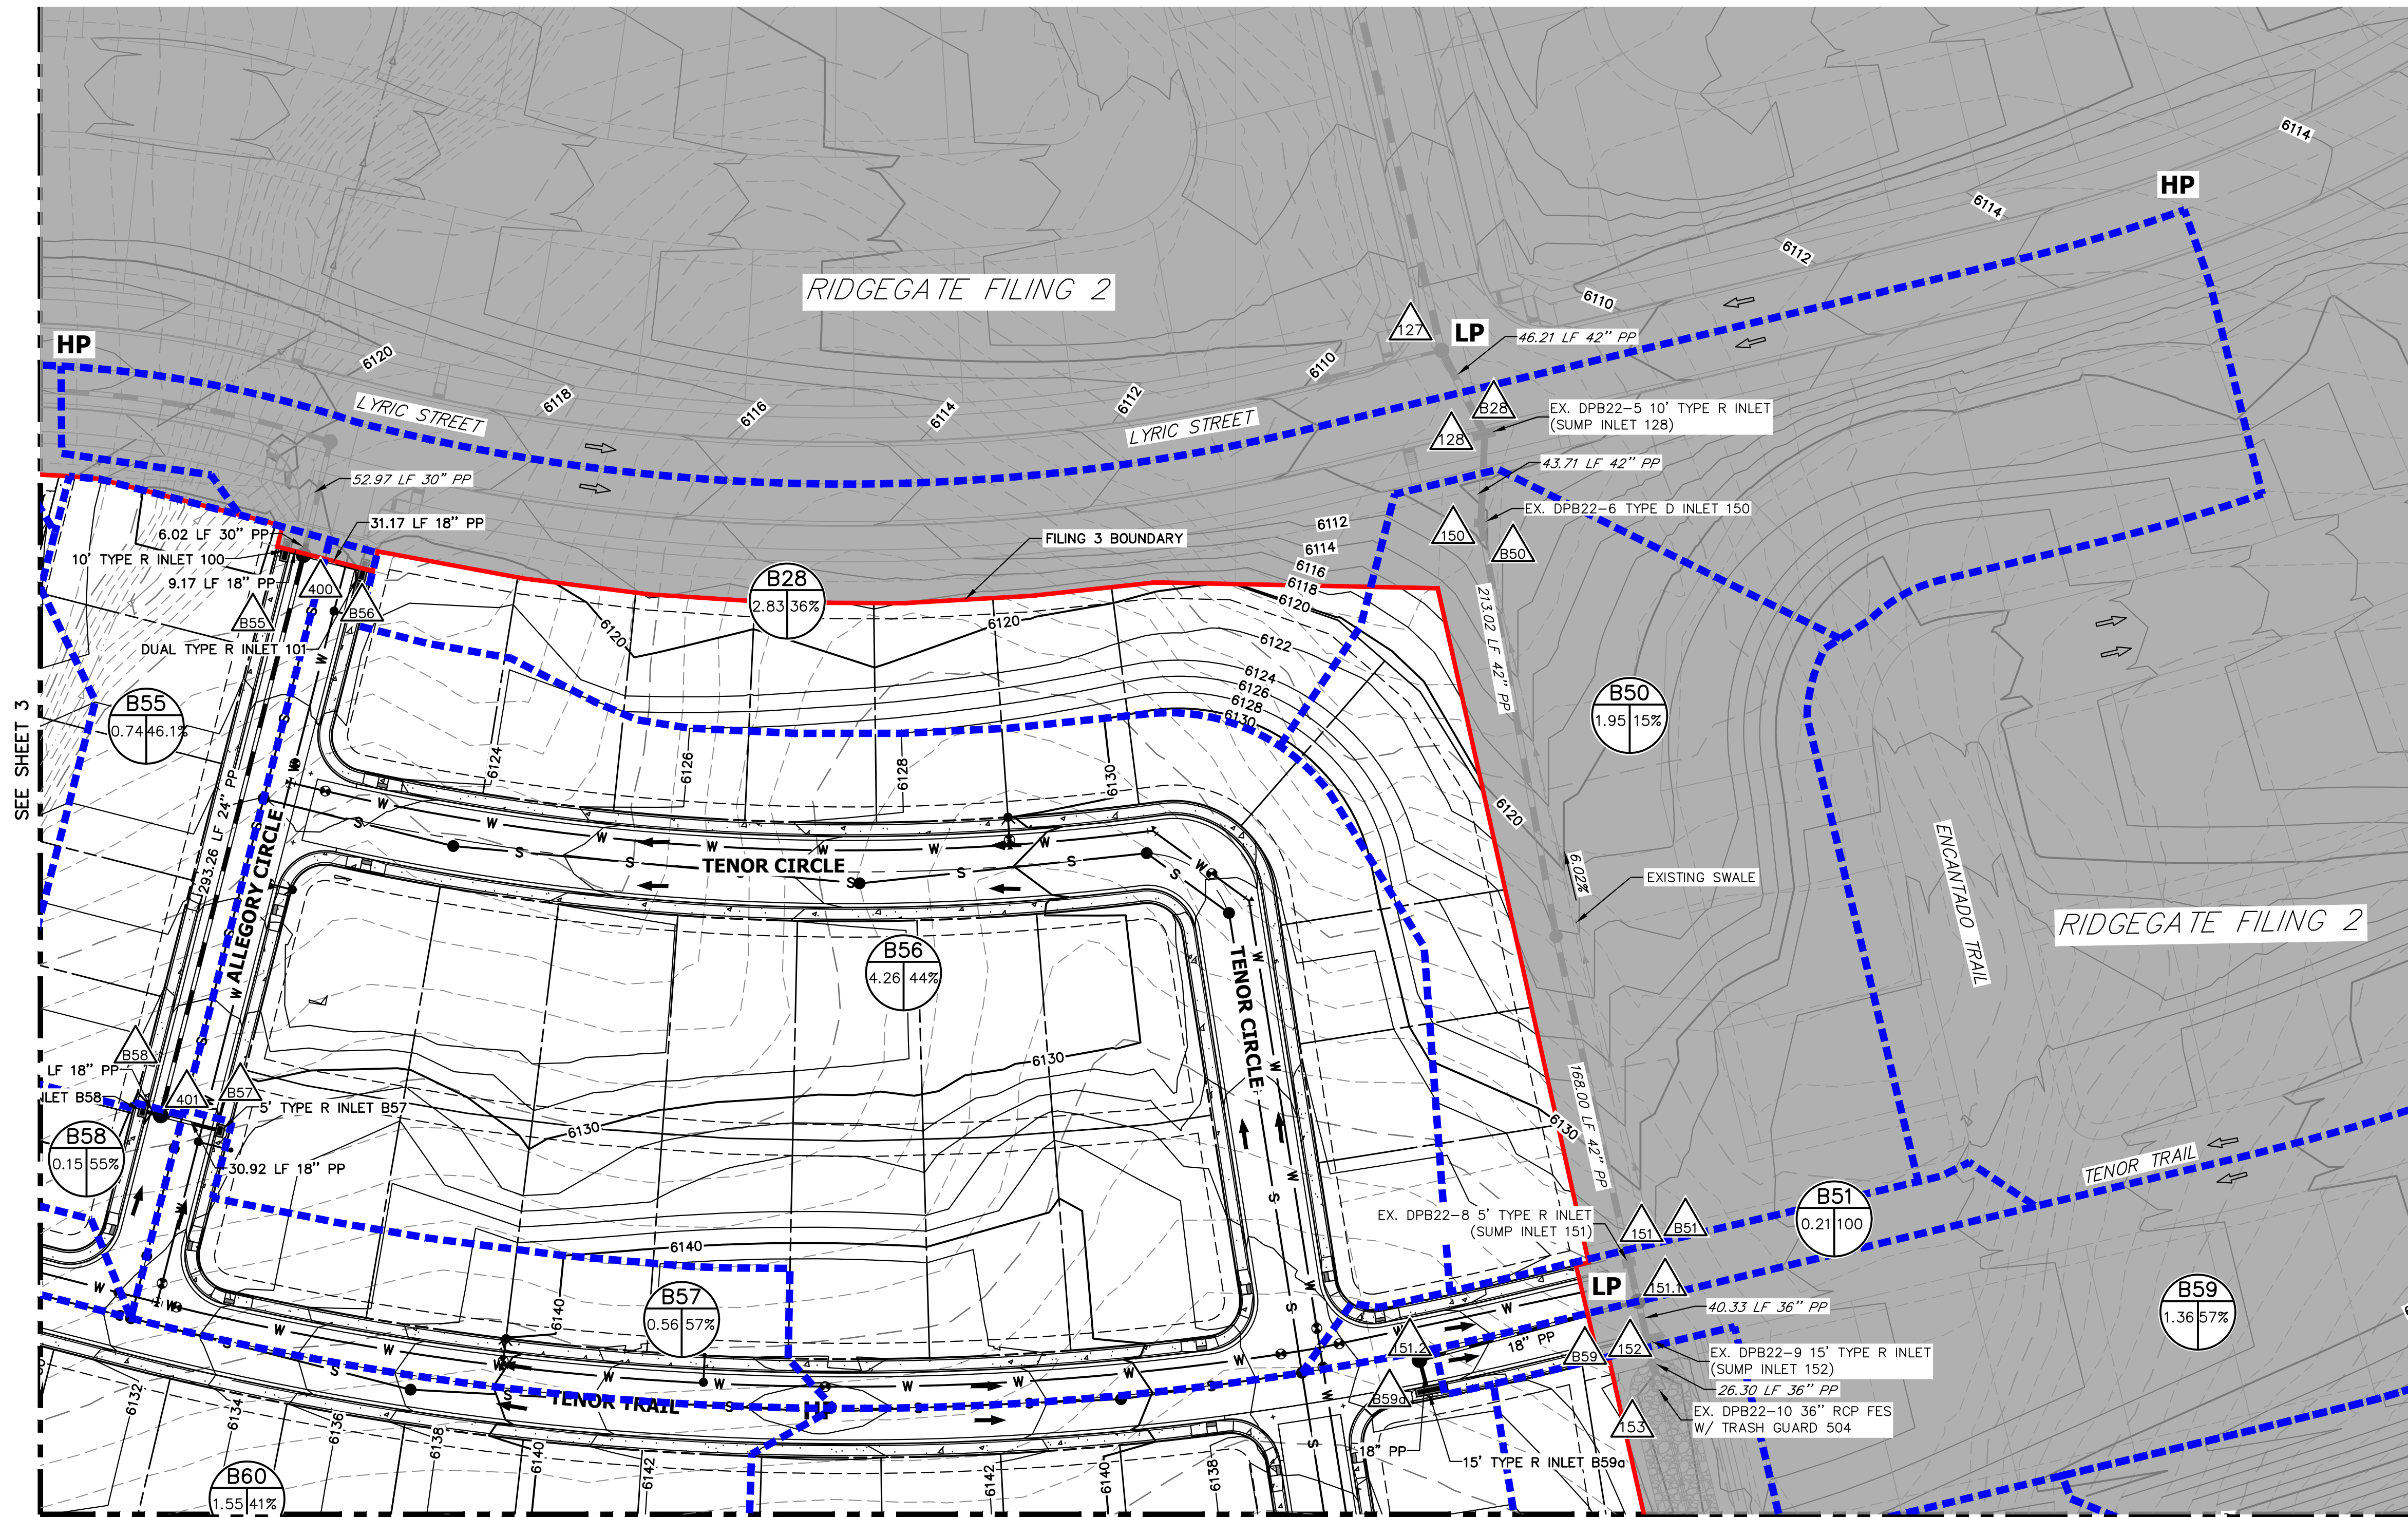 6114
HP
6114
6112
RIDGEGATE FILING 2
6110
127
LP
46.21 LF 42" PP
HP
6120
6118
6116
6114
6112
6110
LYRIC STREET
LYRIC STREET
B28
128
EX. DPB22-5 10' TYPE R INLET
(SUMP INLET 128)
52.97 LF 30" PP
43.71 LF 42" PP
31.17 LF 18" PP
6.02 LF 30" PP
10' TYPE R INLET 100
9.17 LF 18" PP
FILING 3 BOUNDARY
6112
6114
6116
6118
6120
150
B50
EX. DPB22-6 TYPE D INLET 150
400
B55
B56
DUAL TYPE R INLET 101
B28
2.83 36%
6120
6120
6122
6124
6126
6128
6130
213.02 LF 42" PP
B50
1.95 15%
SEE SHEET 3
B55
0.74 46.1%
6124
6126
6128
6130
6120
293.26 LF 24" PP
ALLEGORY CIRCLE
TENOR CIRCLE
6.02%
EXISTING SWALE
ENCANTADO TRAIL
RIDGEGATE FILING 2
B56
4.26 44%
TENOR CIRCLE
B58
LF 18" PP
NLET B58
401
B57
5' TYPE R INLET B57
6130
6130
168.00 LF 42" PP
6130
B58
0.15 55%
30.92 LF 18" PP
TENOR TRAIL
EX. DPB22-8 5' TYPE R INLET
(SUMP INLET 151)
151
B51
B51
0.21 100
6140
6140
B57
0.56 57%
LP
151.1
40.33 LF 36" PP
B59
1.36 57%
151.2
18" PP
B59
152
EX. DPB22-9 15' TYPE R INLET
(SUMP INLET 152)
26.30 LF 36" PP
B59a
EX. DPB22-10 36" RCP FES
W/ TRASH GUARD 504
153
TENOR TRAIL
HP
6132
6134
6136
6138
6140
6142
6142
6140
6138
18" PP
15' TYPE R INLET B59a
B60
1.55 41%